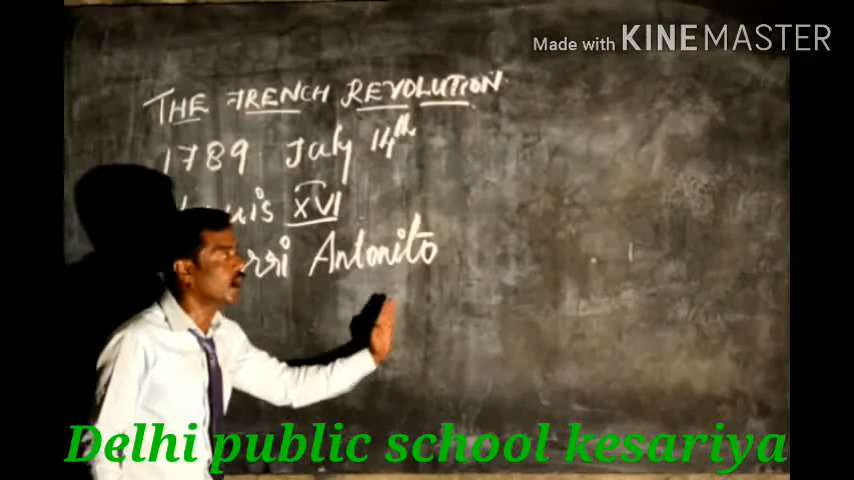 Made with KINEMASTER
THE FRENCH REVOLUTION
1789 July 14th
XVI
Antonito
Delhi public school kesariya